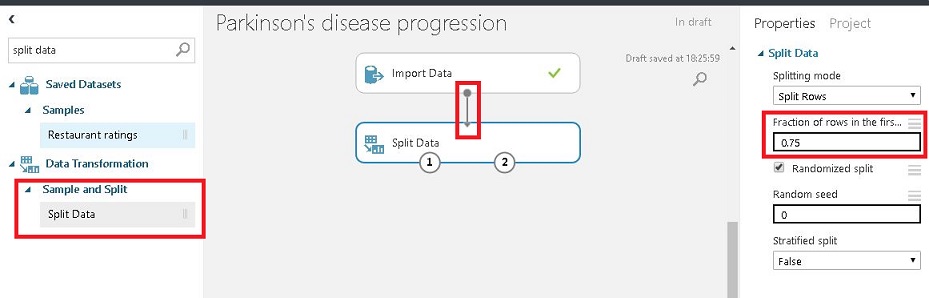 split data
Saved Datasets
Samples
Restaurant ratings
Data Transformation
Sample and Split
Split Data
Parkinson's disease progression
In draft
Draft saved at 18:25:59
Import Data
Split Data
1
2
Properties Project
Split Data
Splitting mode
Split Rows
Fraction of rows in the firs...
0.75
Randomized split
Random seed
0
Stratified split
False